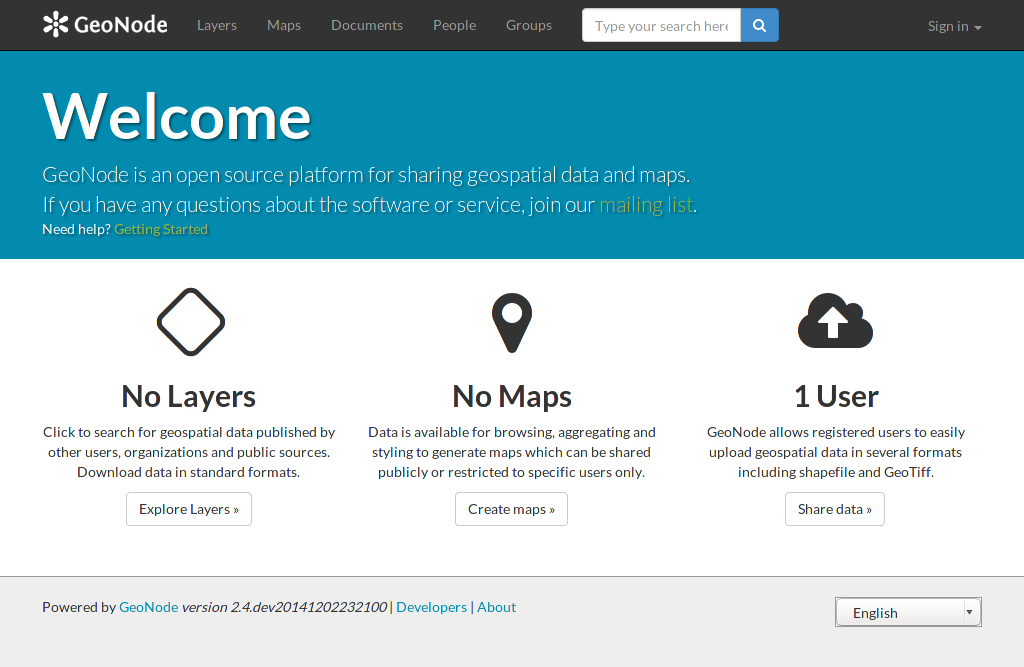 GeoNode Layers Maps Documents People Groups Type your search here Sign in
Welcome
GeoNode is an open source platform for sharing geospatial data and maps.
If you have any questions about the software or service, join our mailing list.
Need help? Getting Started
No Layers
Click to search for geospatial data published by
other users, organizations and public sources.
Download data in standard formats.
Explore Layers »
No Maps
Data is available for browsing, aggregating and
styling to generate maps which can be shared
publicly or restricted to specific users only.
Create maps »
1 User
GeoNode allows registered users to easily
upload geospatial data in several formats
including shapefile and GeoTiff.
Share data »
Powered by GeoNode version 2.4.dev20141202232100 | Developers | About
English